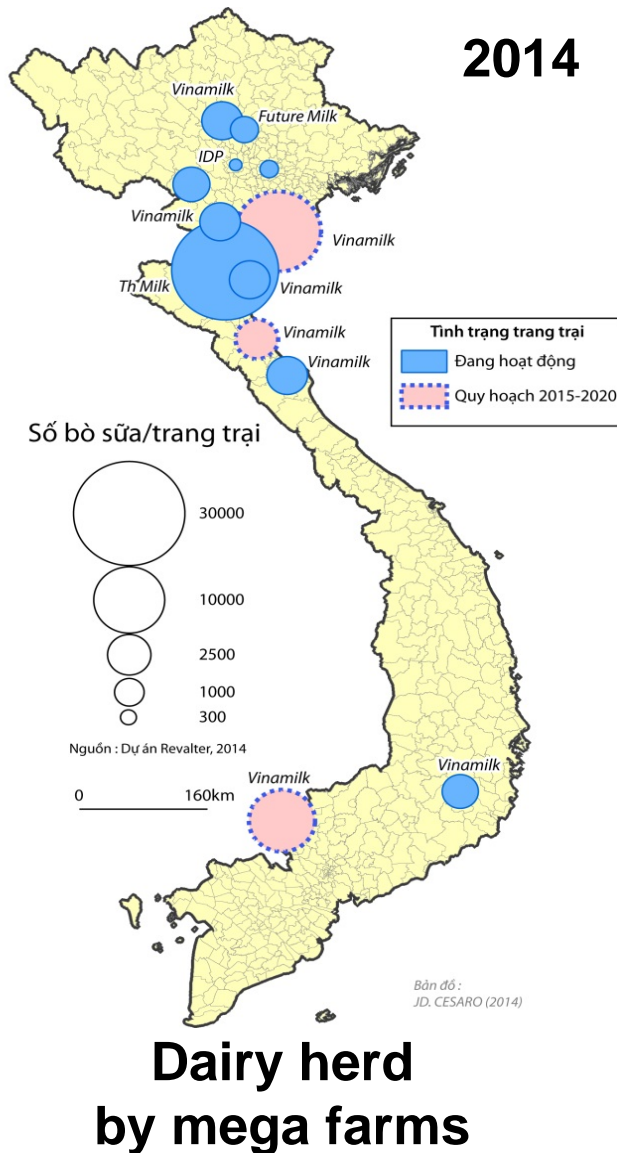 2014
Vinamilk
Future Milk
IDP
Vinamilk
Vinamilk
Th Milk
Vinamilk
Vinamilk
Vinamilk
Tình trạng trang trại
Đang hoạt động
Quy hoạch 2015-2020
Số bò sữa/trang trại
30000
10000
2500
1000
300
Nguồn : Dự án Revalter, 2014
0 160km
Vinamilk
Vinamilk
Bản đồ :
JD. CESARO (2014)
Dairy herd
by mega farms